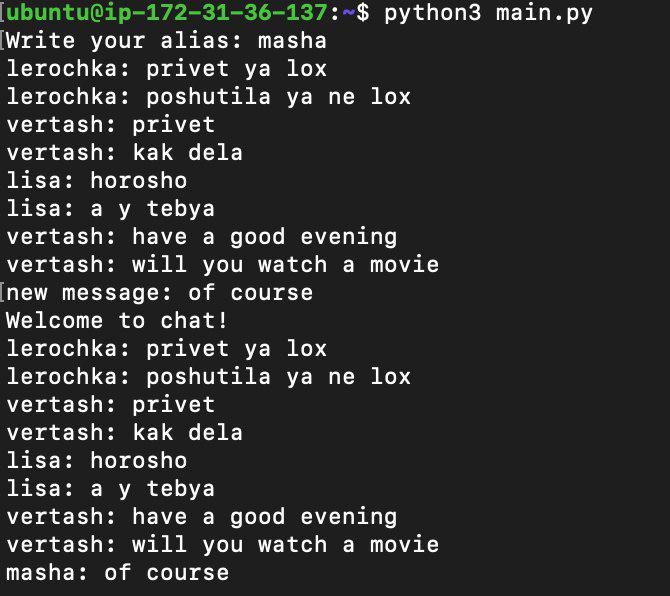 ubuntu@ip-172-31-36-137:~$ python3 main.py
Write your alias: masha
lerochka: privet ya lox
lerochka: poshutila ya ne lox
vertash: privet
vertash: kak dela
lisa: horosho
lisa: a y tebya
vertash: have a good evening
vertash: will you watch a movie
new message: of course
Welcome to chat!
lerochka: privet ya lox
lerochka: poshutila ya ne lox
vertash: privet
vertash: kak dela
lisa: horosho
lisa: a y tebya
vertash: have a good evening
vertash: will you watch a movie
masha: of course